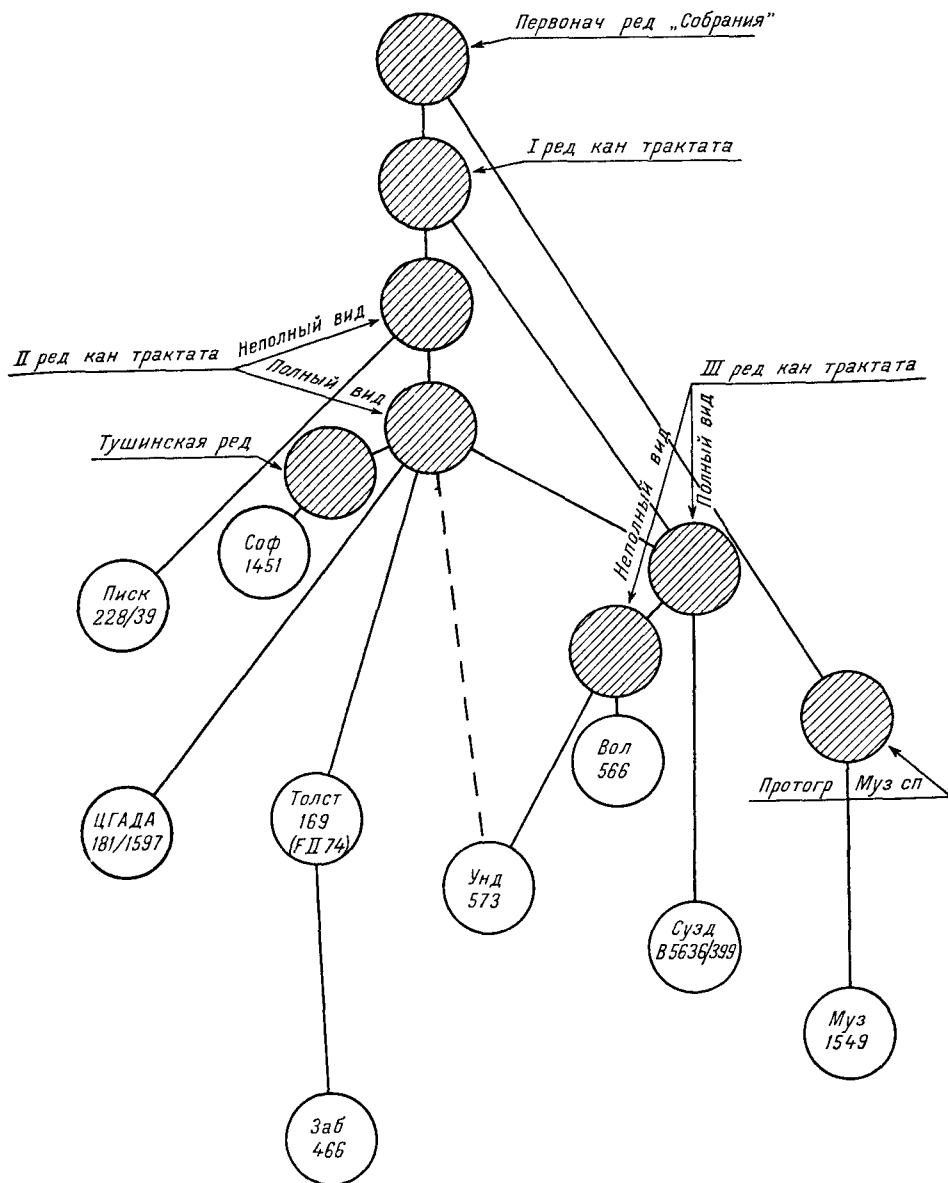 Первонач ред „Собрания"
I ред кан трактата
II ред кан трактата
Неполный вид
Полный вид
III ред кан трактата
Неполный вид
Полный вид
Тушинская ред
Соф
1451
Писк
228/39
Вол
566
Протогр Муз сп
ЦГАДА
181/1597
Толст
169
(F II 74)
Унд
573
Сузд
В 5636/399
Муз
1549
Заб
466